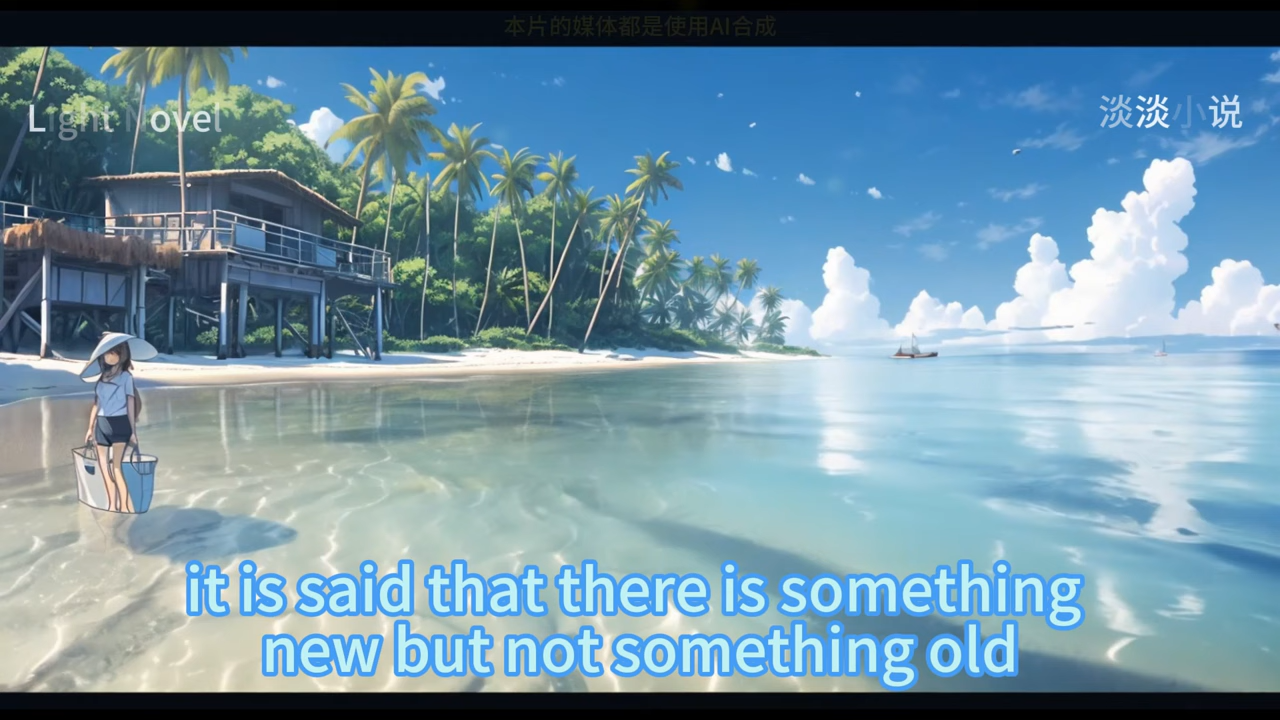 本片的媒体都是使用AI合成
Light Novel
淡淡小说
it is said that there is something
new but not something old